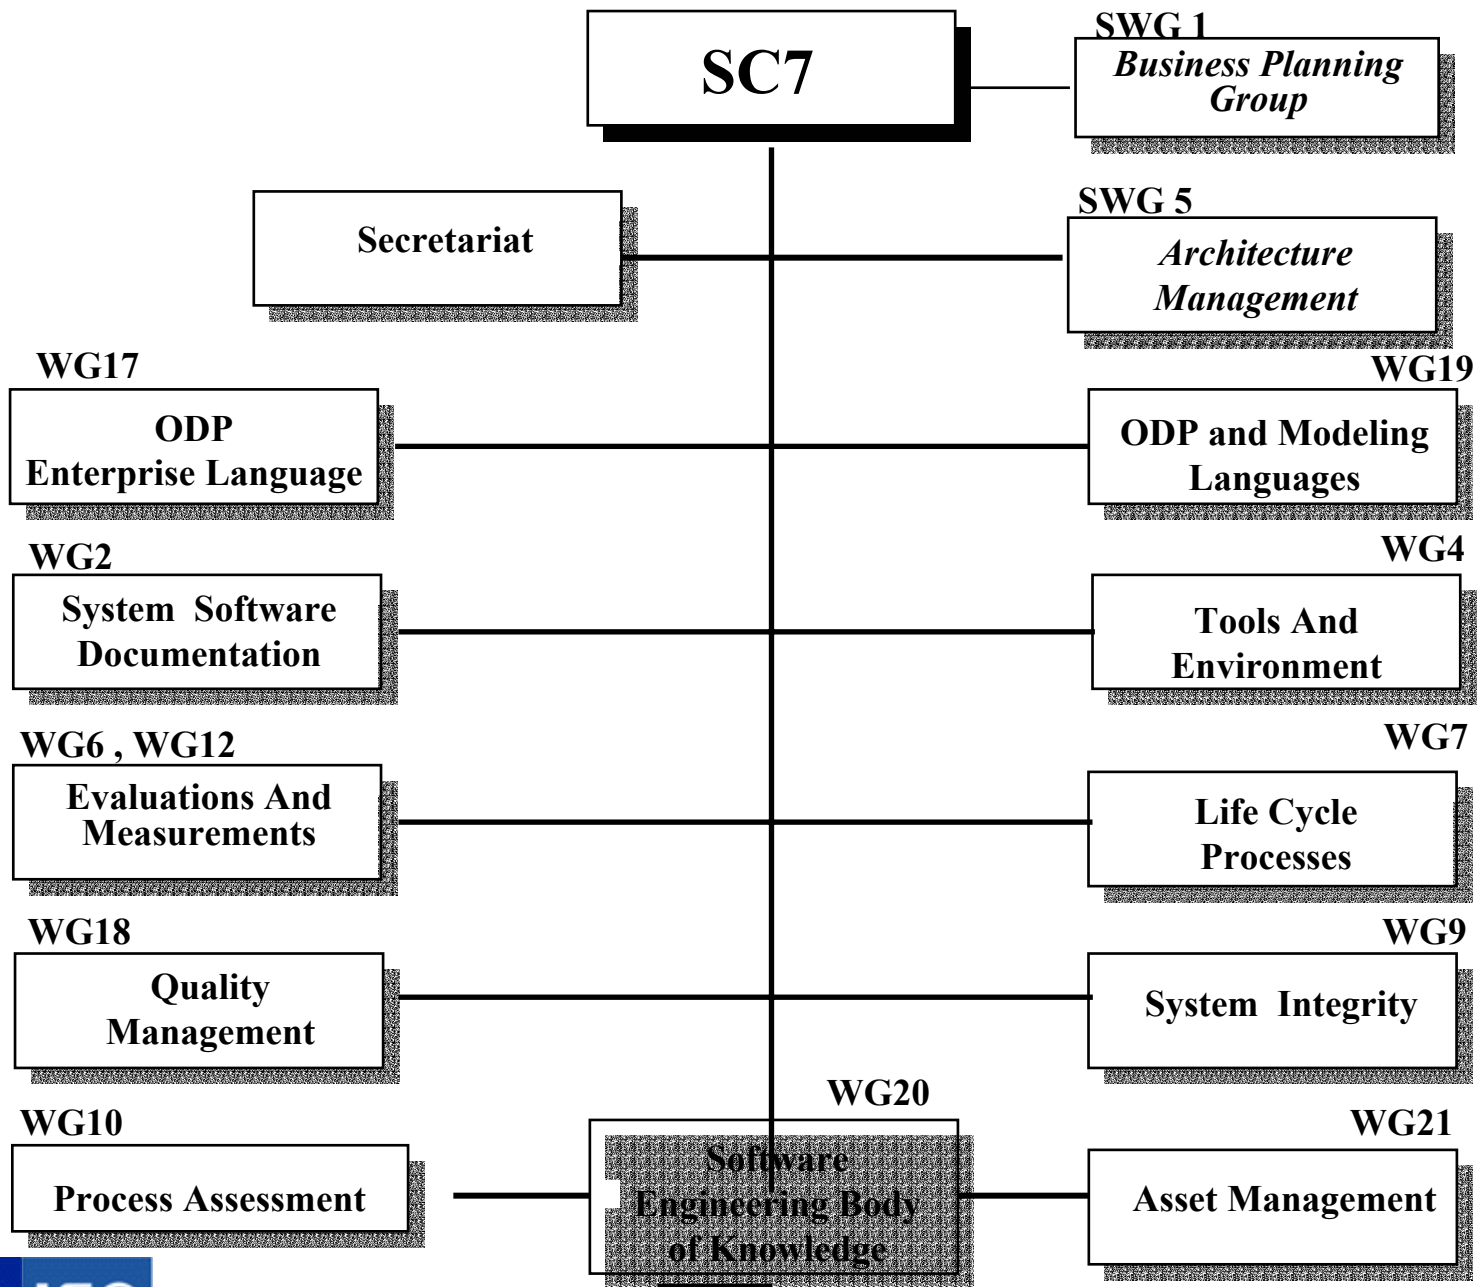 SC7
SWG 1
Business Planning
Group
Secretariat
SWG 5
Architecture
Management
WG17
ODP
Enterprise Language
WG19
ODP and Modeling
Languages
WG2
System Software
Documentation
WG4
Tools And
Environment
WG6 , WG12
Evaluations And
Measurements
WG7
Life Cycle
Processes
WG18
Quality
Management
WG9
System Integrity
WG10
Process Assessment
WG20
Software
Engineering Body
of Knowledge
WG21
Asset Management